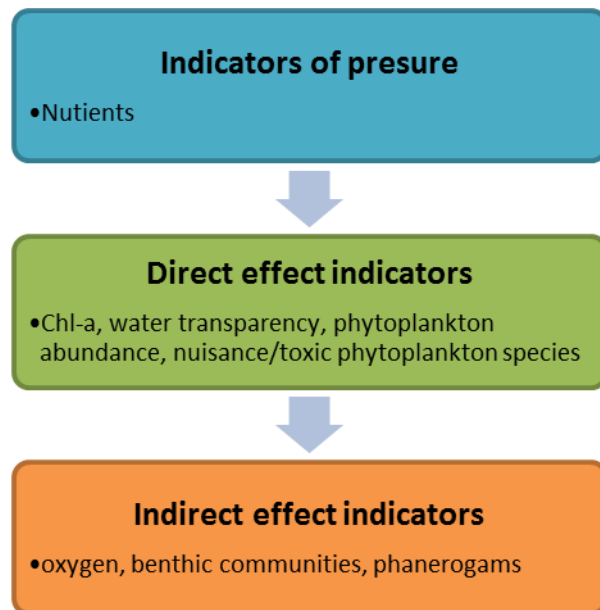 Indicators of presure
•Nutients
Direct effect indicators
•Chl-a, water transparency, phytoplankton
abundance, nuisance/toxic phytoplankton species
Indirect effect indicators
•oxygen, benthic communities, phanerogams